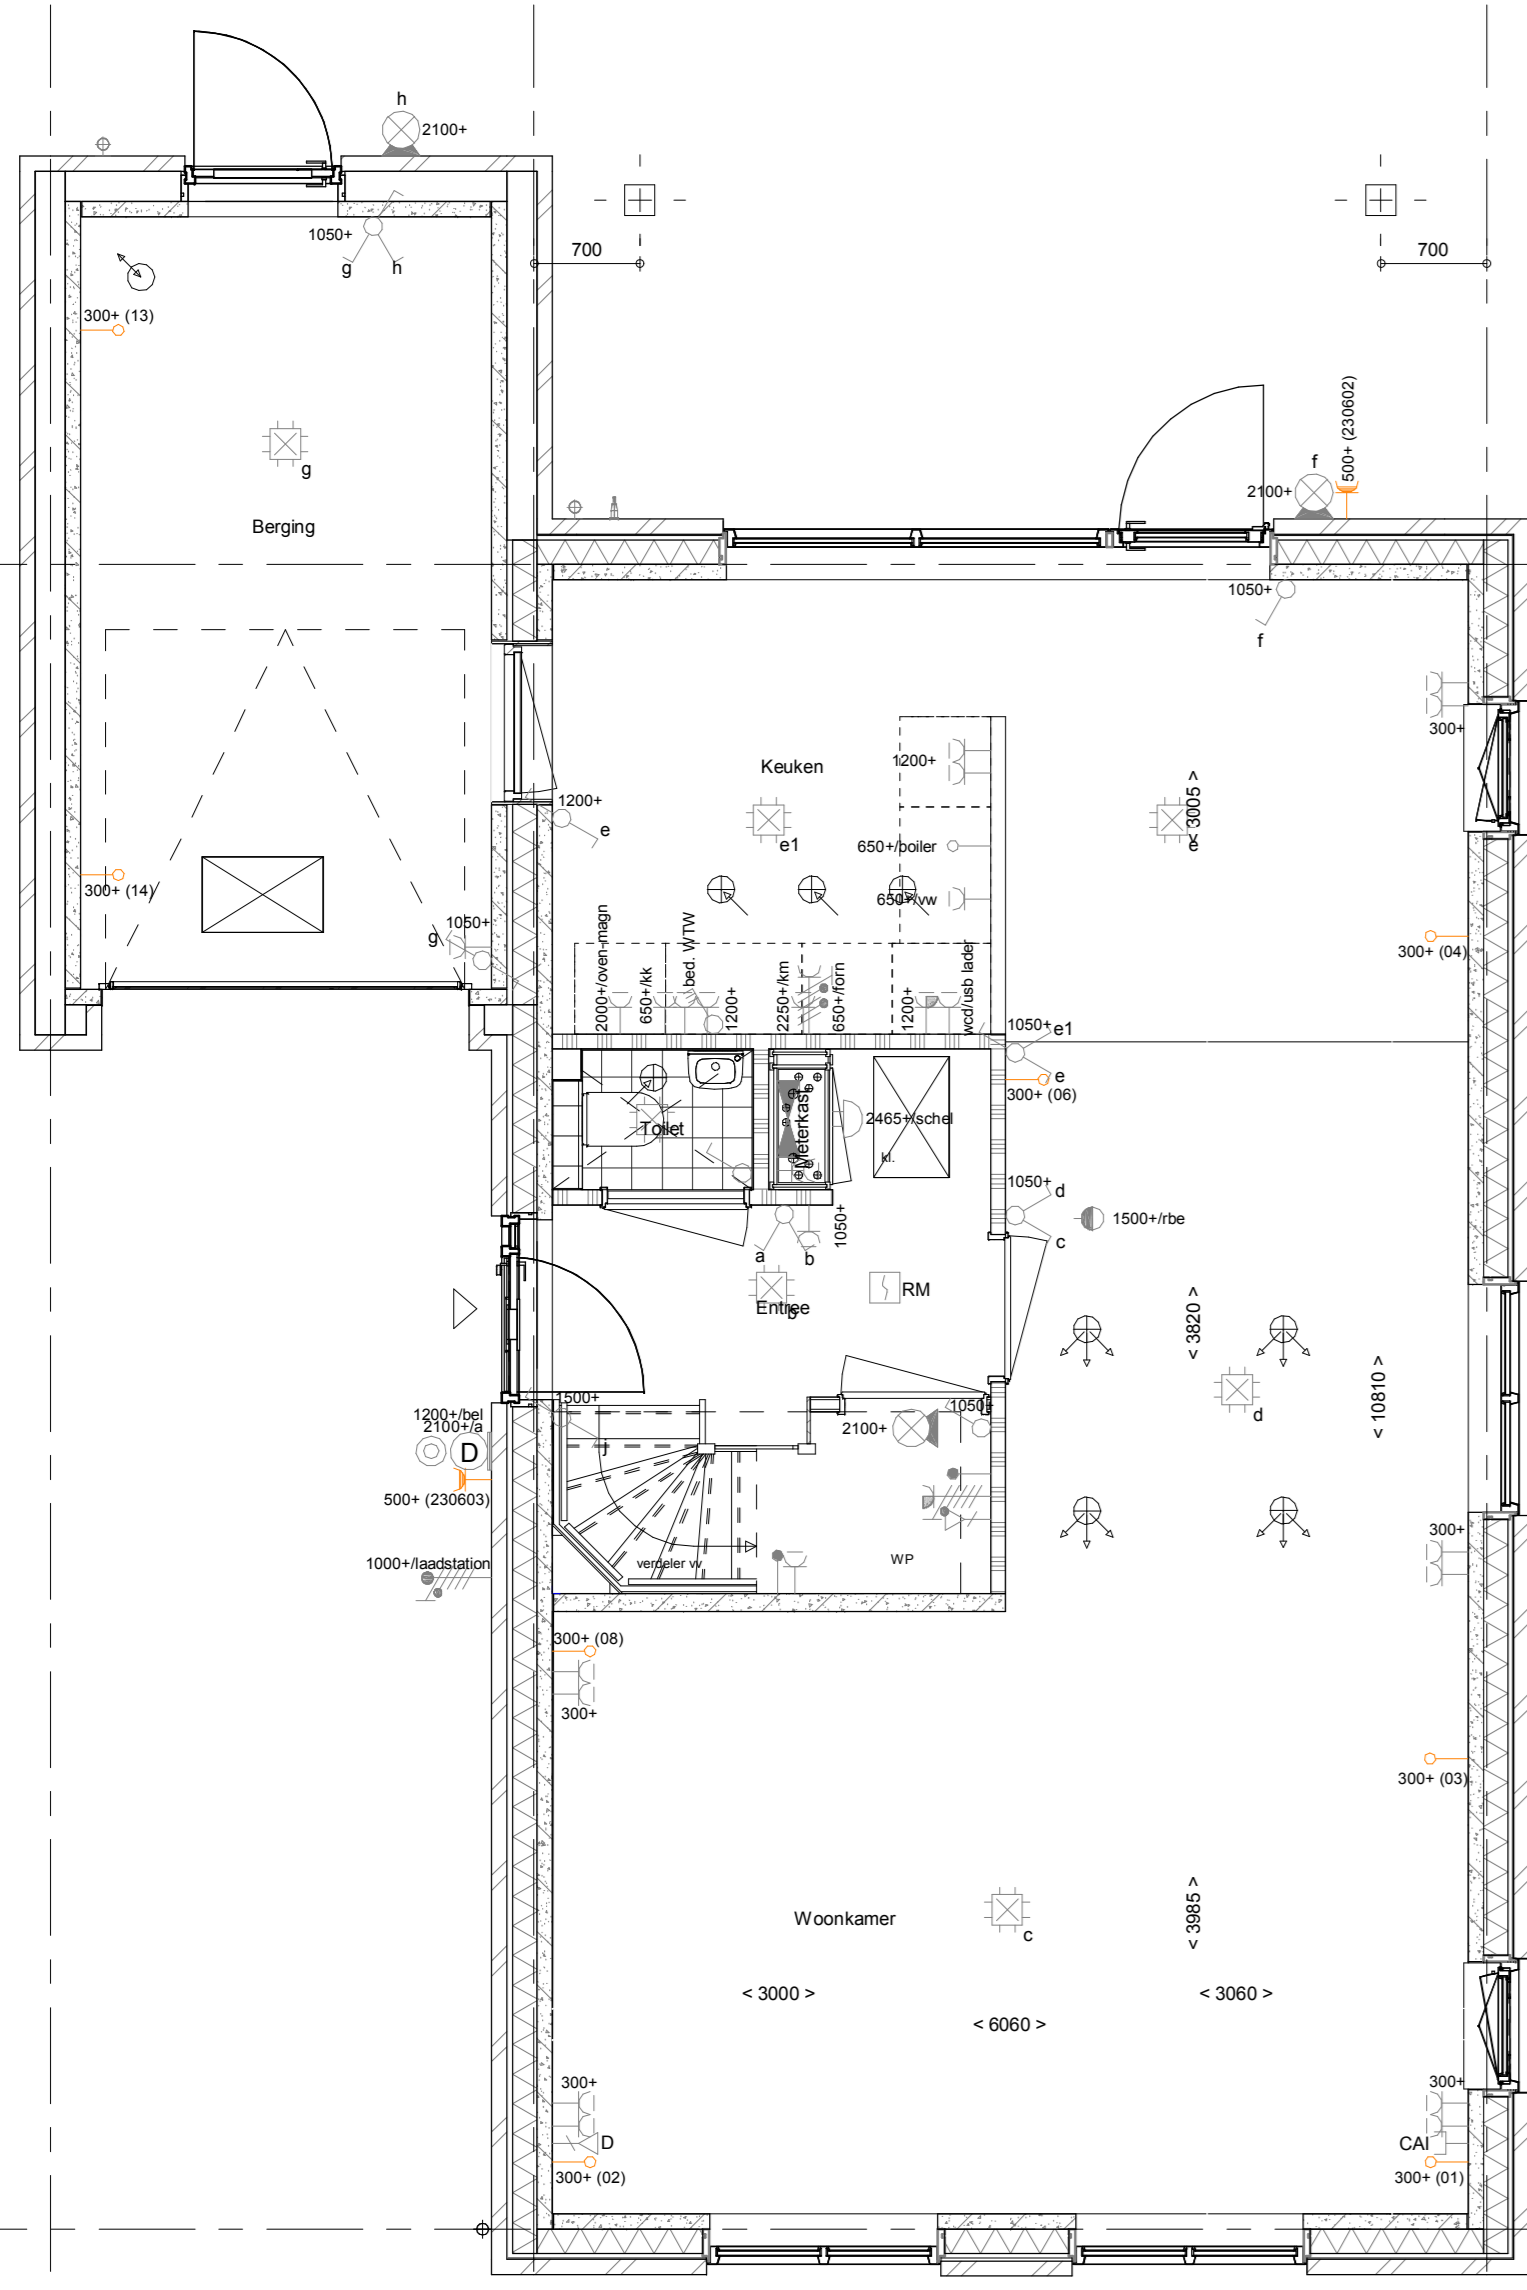 h
2100+
1050+
g
h
700
700
300+ (13)
500+ (230602)
f
2100+
g
Berging
1050+
f
300+
Keuken
1200+
< 3005 >
1200+
e
e1
e
650+/boiler
650+/vw
300+ (14)
1050+
g
2000+/oven-magn
650+/kk
bed. WTW
1200+
2250+/km
650+/forn
1200+
wcd/usb lader
300+ (04)
1050+
e1
e
300+ (06)
Toilet
Meterkast
2465+/schel
kl.
1050+
d
c
1500+/rbe
a
b
1050+
Entree
b
RM
< 3820 >
< 10810 >
d
1500+
j
1200+/bel
2100+/a
D
500+ (230603)
2100+
1050+
1000+/laadstation
verdeler vv
WP
300+
300+ (08)
300+
300+ (03)
Woonkamer
c
< 3985 >
< 3000 >
< 3060 >
< 6060 >
300+
D
300+ (02)
300+
CAI
300+ (01)